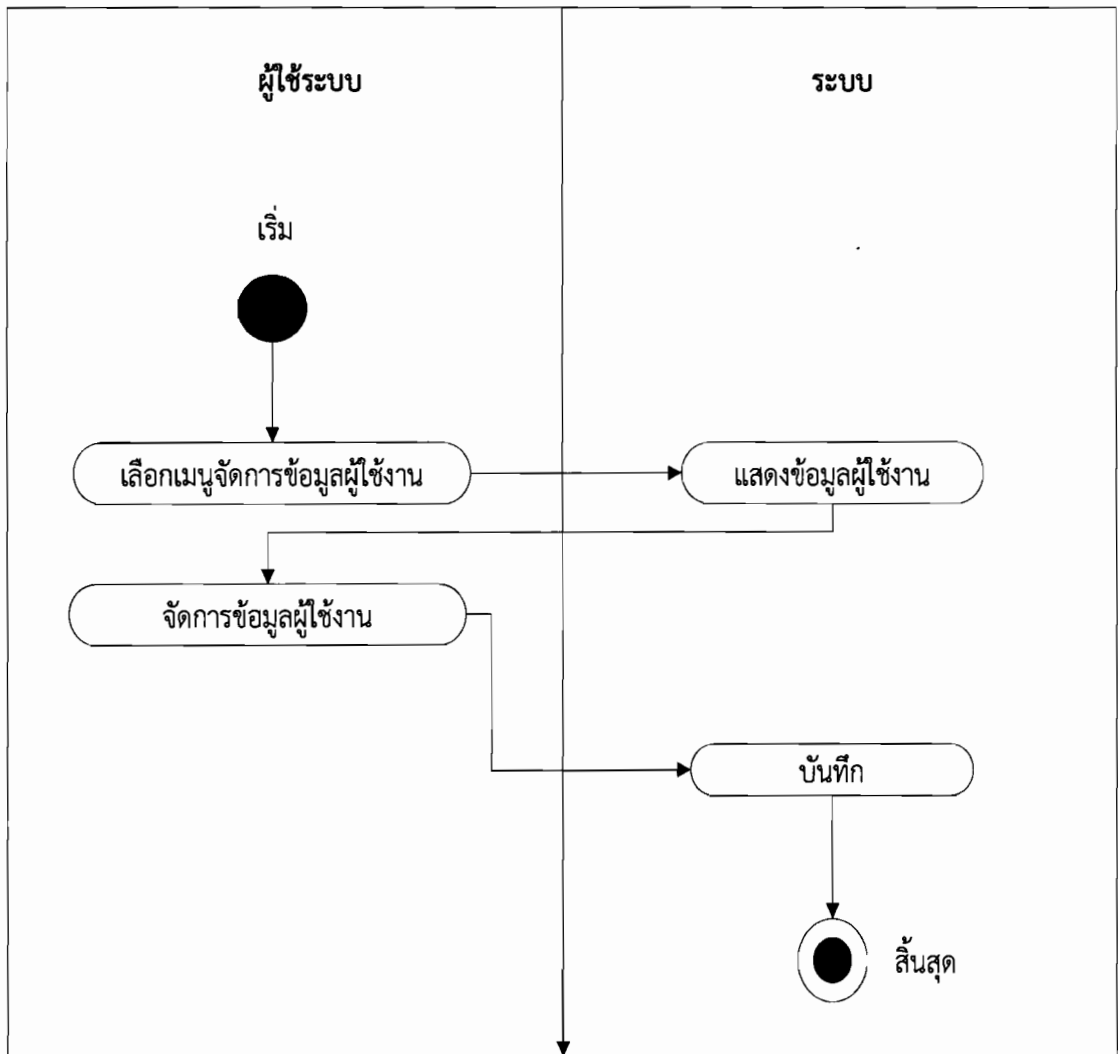 ผู้ใช้ระบบ
ระบบ
เริ่ม
เลือกเมนูจัดการข้อมูลผู้ใช้งาน
แสดงข้อมูลผู้ใช้งาน
จัดการข้อมูลผู้ใช้งาน
บันทึก
สิ้นสุด